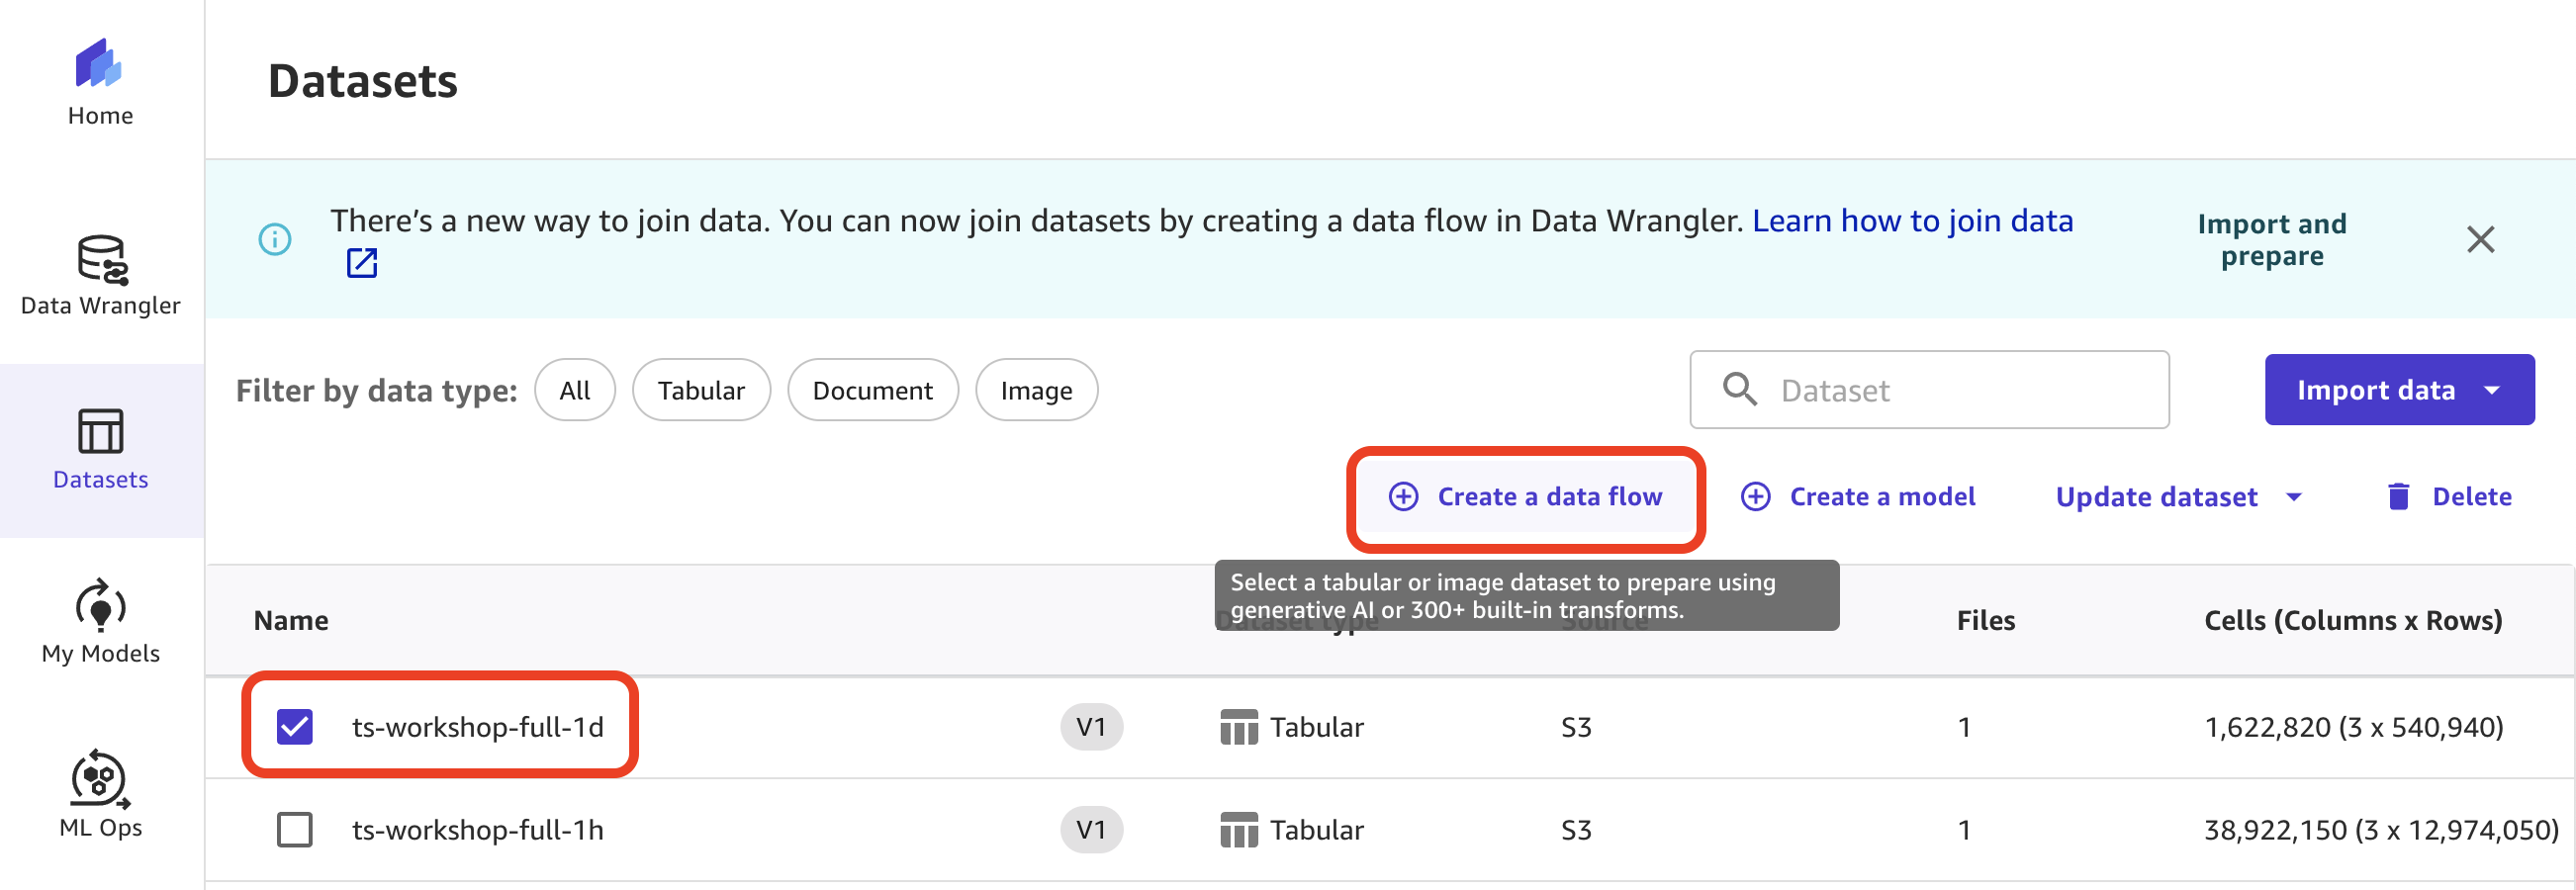 Home
Data Wrangler
Datasets
My Models
ML Ops
Datasets
There's a new way to join data. You can now join datasets by creating a data flow in Data Wrangler. Learn how to join data
Import and
prepare
Filter by data type:
All
Tabular
Document
Image
Dataset
Import data
Create a data flow
Create a model
Update dataset
Delete
Select a tabular or image dataset to prepare using
generative AI or 300+ built-in transforms.
Name
Dataset type
Source
Files
Cells (Columns x Rows)
ts-workshop-full-1d
V1
Tabular
S3
1
1,622,820 (3 x 540,940)
ts-workshop-full-1h
V1
Tabular
S3
1
38,922,150 (3 x 12,974,050)